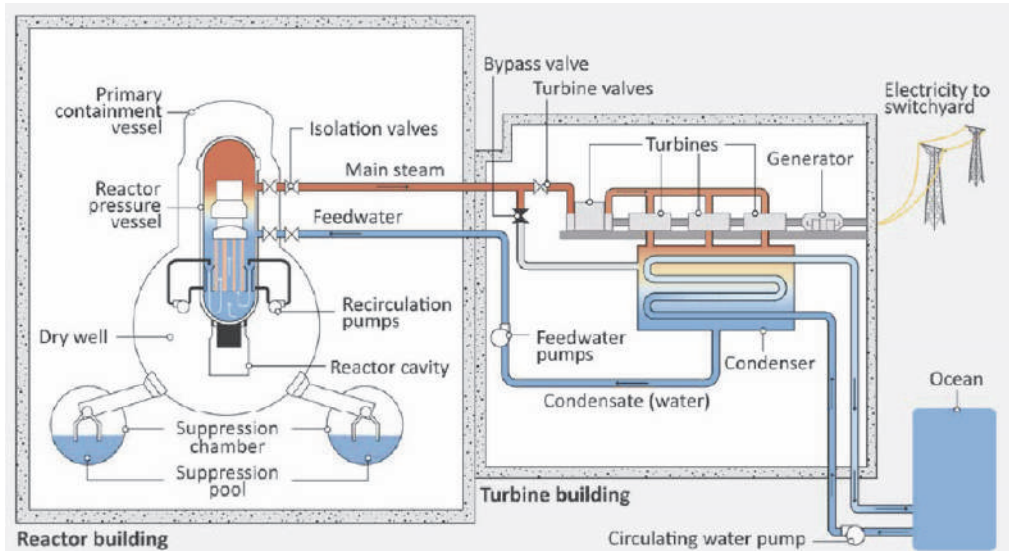 Bypass valve
Turbine valves
Electricity to
switchyard
Primary
containment
vessel
Isolation valves
Turbines
Generator
Main steam
Reactor
pressure
vessel
Feedwater
Recirculation
pumps
Dry well
Feedwater
pumps
Condenser
Reactor cavity
Ocean
Condensate (water)
Suppression
chamber
Suppression
pool
Turbine building
Reactor building
Circulating water pump